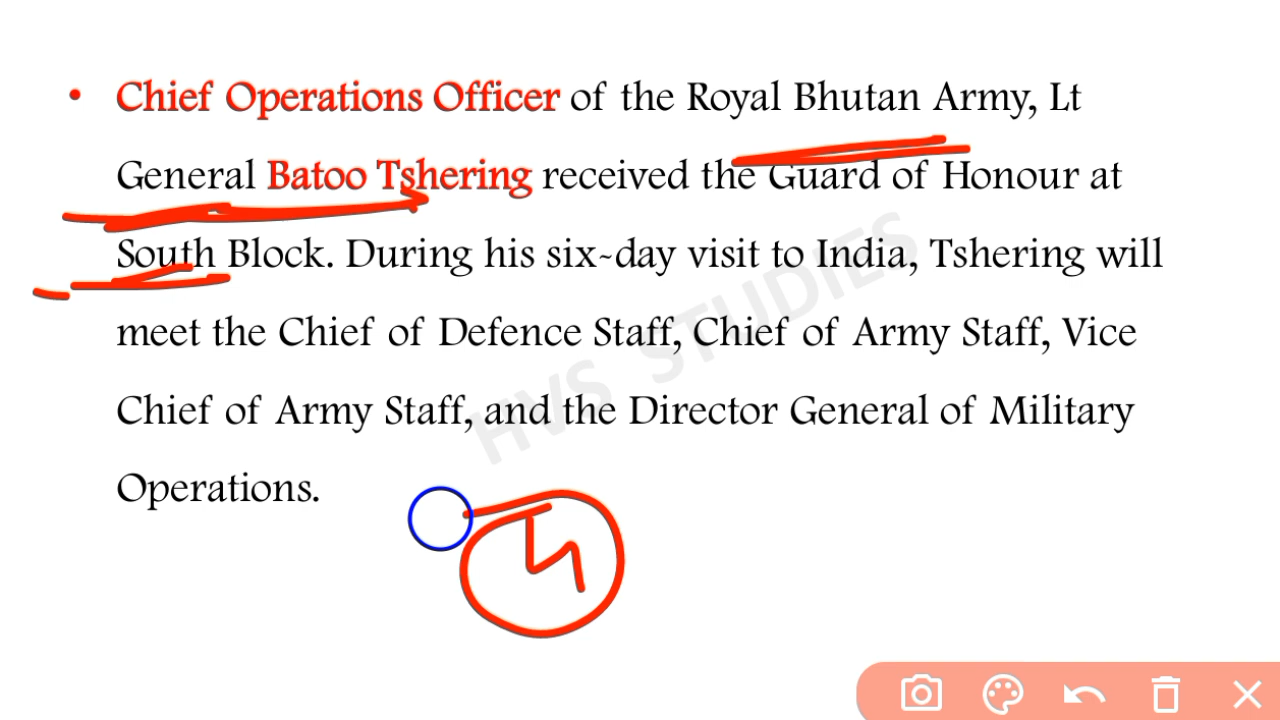 • Chief Operations Officer of the Royal Bhutan Army, Lt
General Batoo Tshering received the Guard of Honour at
South Block. During his six-day visit to India, Tshering will
meet the Chief of Defence Staff, Chief of Army Staff, Vice
Chief of Army Staff, and the Director General of Military
Operations.
HVS STUDIES